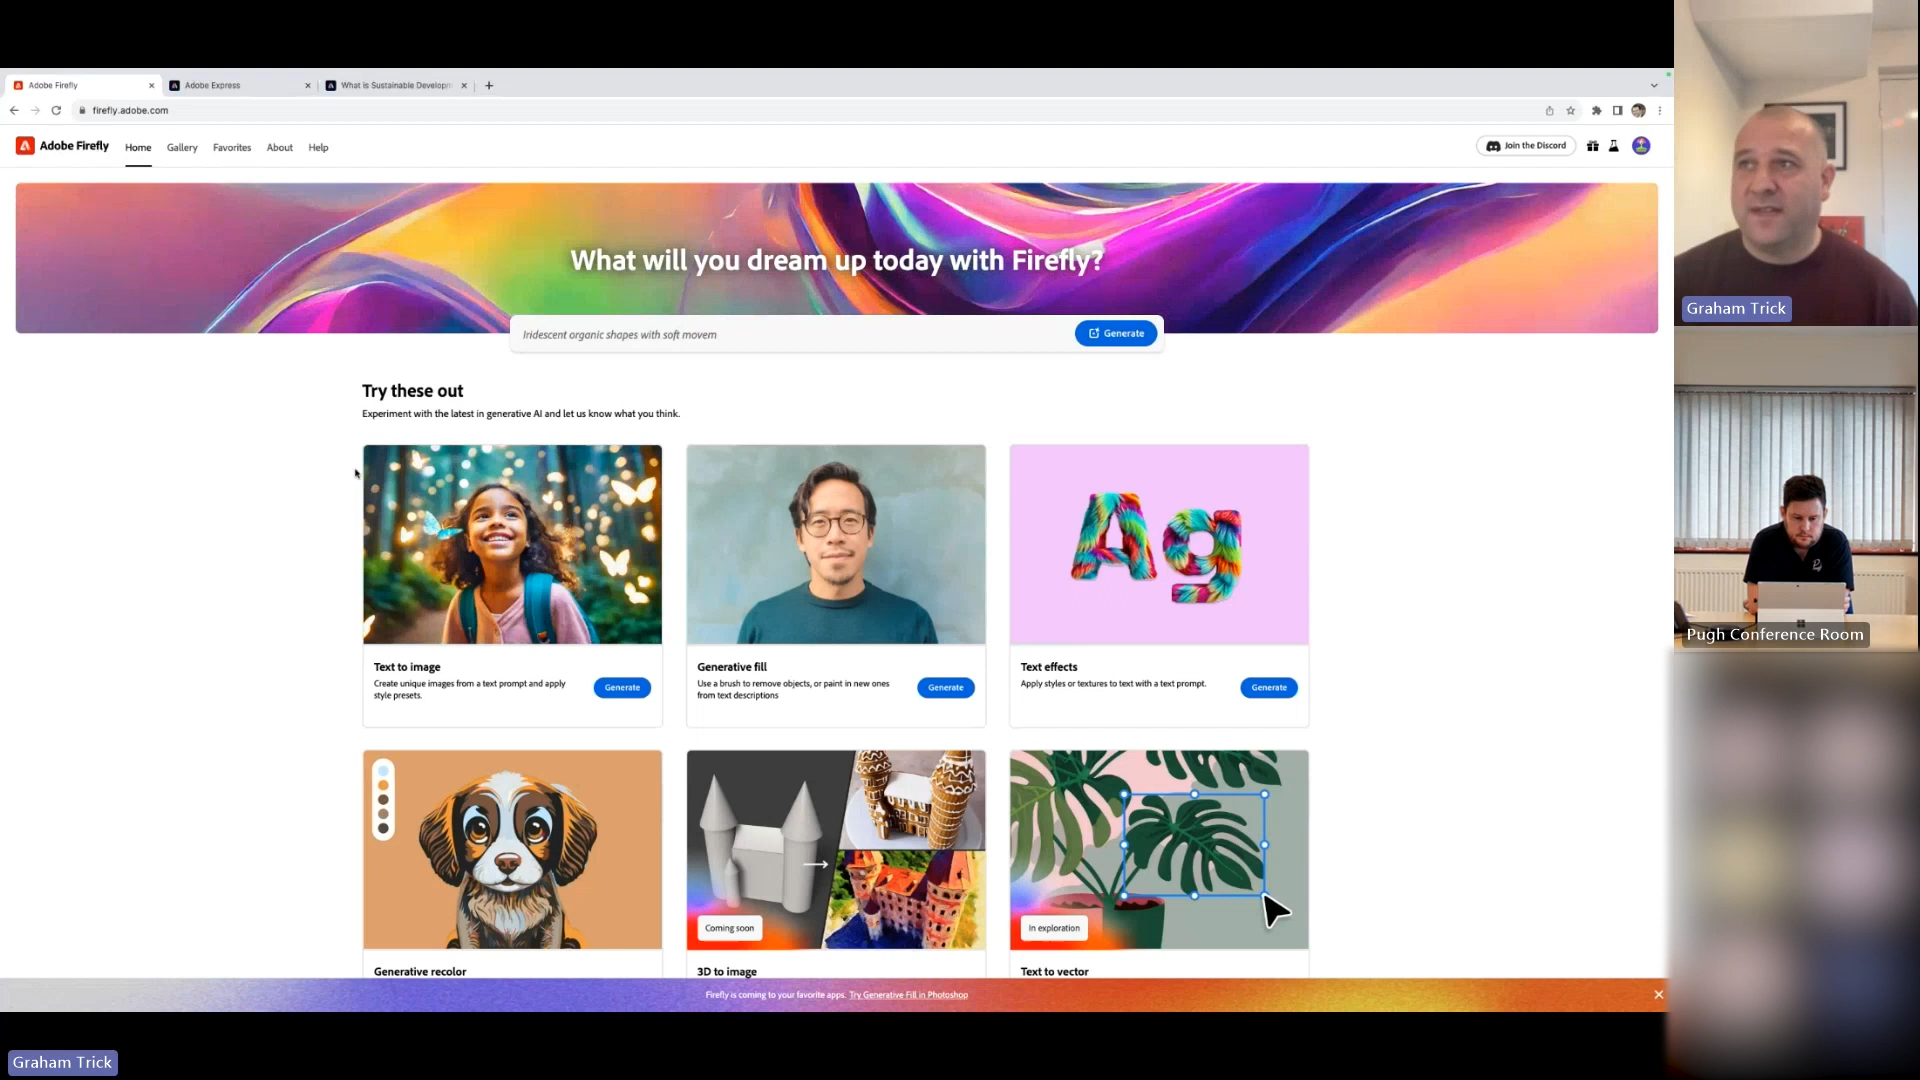 Adobe Firefly
Adobe Express
What is Sustainable Developm
firefly.adobe.com
Adobe Firefly
Home
Gallery
Favorites
About
Help
Join the Discord
What will you dream up today with Firefly?
Iridescent organic shapes with soft movem
Generate
Try these out
Experiment with the latest in generative AI and let us know what you think.
Ag
Text to image
Create unique images from a text prompt and apply
style presets.
Generate
Generative fill
Use a brush to remove objects, or paint in new ones
from text descriptions
Generate
Text effects
Apply styles or textures to text with a text prompt.
Generate
Generative recolor
Coming soon
3D to image
In exploration
Text to vector
Firefly is coming to your favorite apps. Try Generative Fill in Photoshop
Graham Trick
Pugh Conference Room
Graham Trick